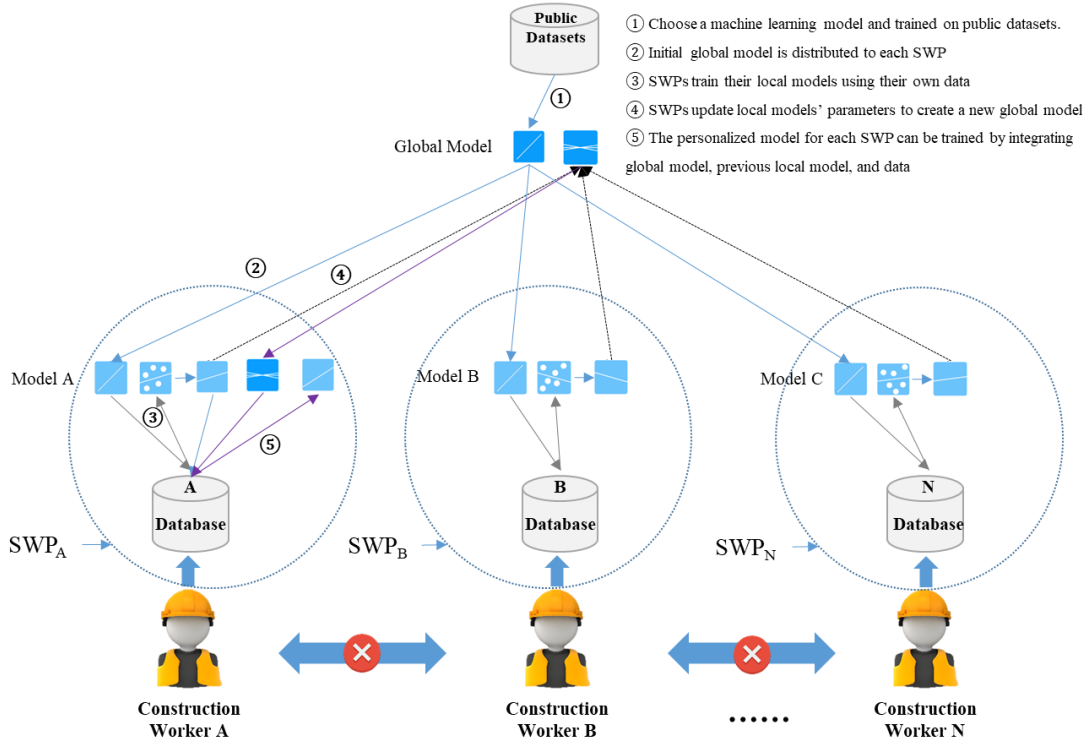 Public
Datasets
① Choose a machine learning model and trained on public datasets.
② Initial global model is distributed to each SWP
③ SWPs train their local models using their own data
④ SWPs update local models’ parameters to create a new global model
⑤ The personalized model for each SWP can be trained by integrating
global model, previous local model, and data
①
Global Model
②
④
Model A
Model B
Model C
③
⑤
A
Database
B
Database
N
Database
SWPA
SWPB
SWPN
Construction
Worker A
Construction
Worker B
......
Construction
Worker N